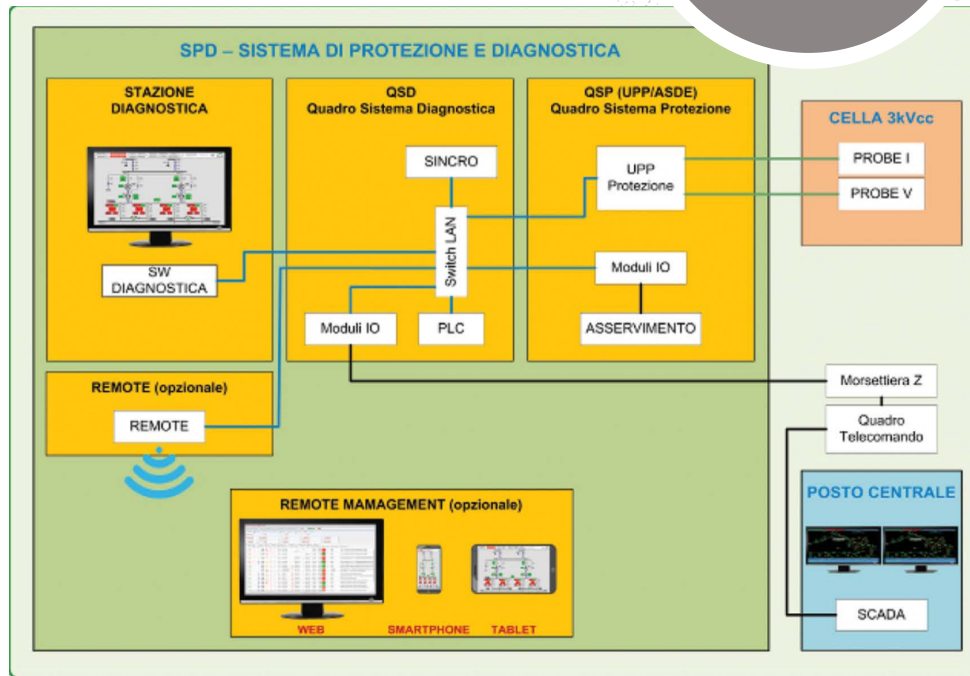 SPD – SISTEMA DI PROTEZIONE E DIAGNOSTICA
STAZIONE
DIAGNOSTICA
SW
DIAGNOSTICA
QSD
Quadro Sistema Diagnostica
SINCRO
Switch LAN
Moduli IO
PLC
QSP (UPP/ASDE)
Quadro Sistema Protezione
UPP
Protezione
Moduli IO
ASSERVIMENTO
CELLA 3kVcc
PROBE I
PROBE V
REMOTE (opzionale)
REMOTE
Morsettiera Z
Quadro
Telecomando
REMOTE MAMAGEMENT (opzionale)
WEB
SMARTPHONE
TABLET
POSTO CENTRALE
SCADA